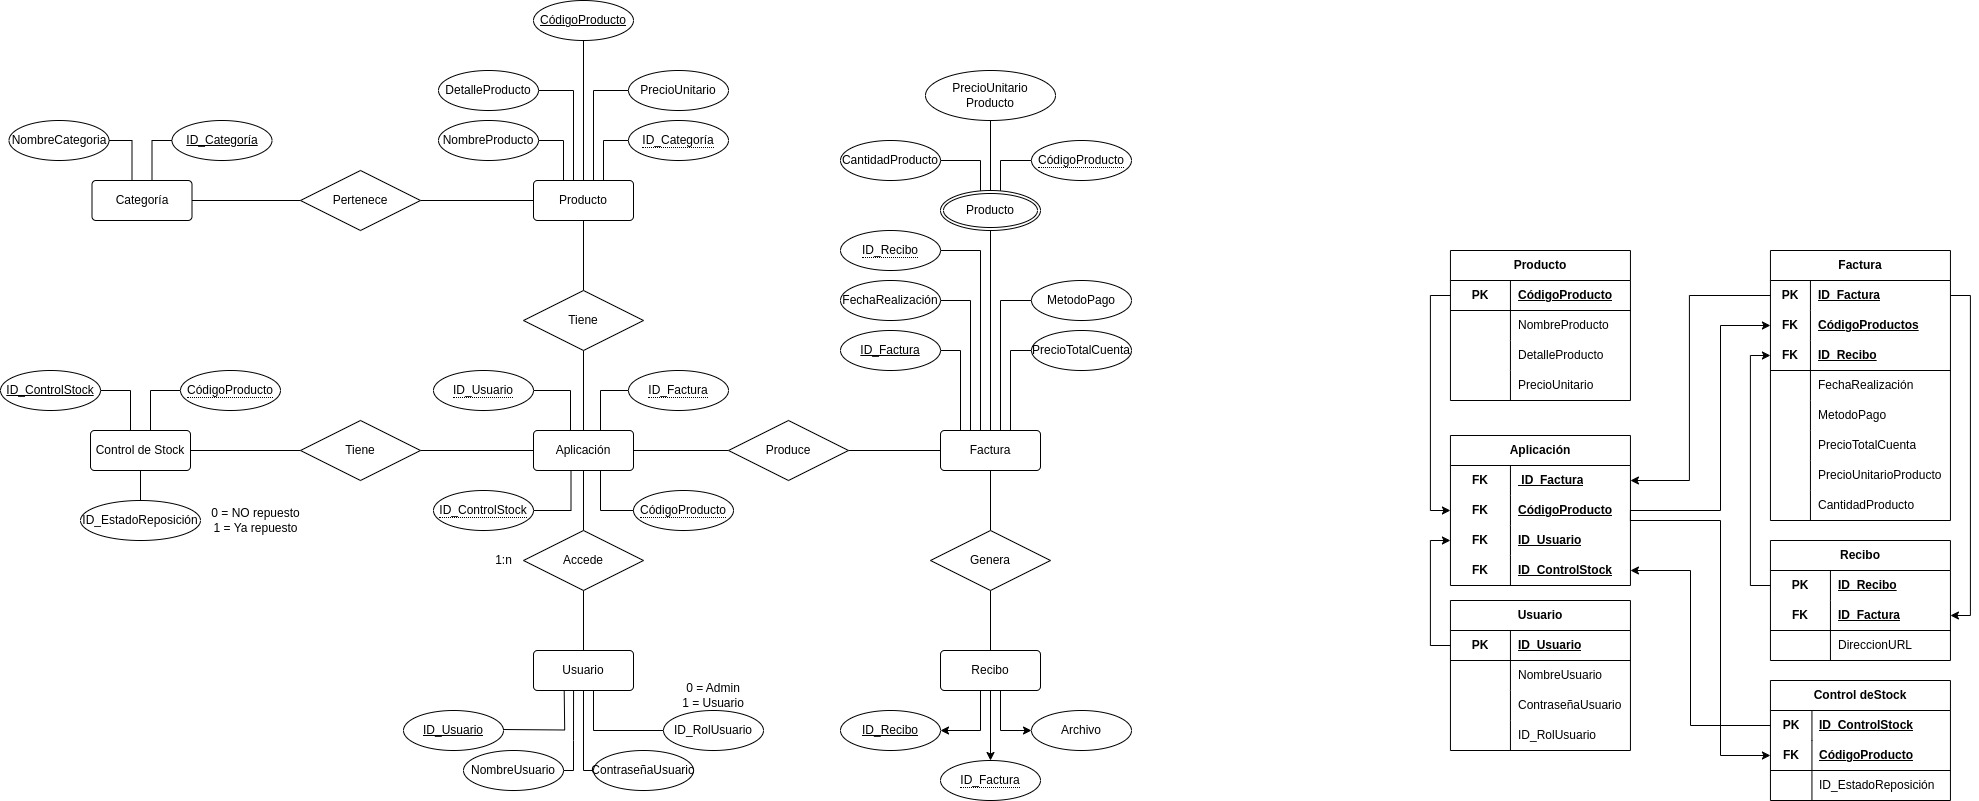 CódigoProducto
DetalleProducto
PrecioUnitario
NombreProducto
ID_Categoría
NombreCategoria
ID_Categoría
Categoría
Pertenece
Producto
PrecioUnitario
Producto
CantidadProducto
CódigoProducto
Producto
ID_Recibo
FechaRealización
MetodoPago
ID_Factura
PrecioTotalCuenta
Tiene
ID_ControlStock
CódigoProducto
ID_Usuario
ID_Factura
Control de Stock
Tiene
Aplicación
Produce
Factura
ID_EstadoReposición
0 = NO repuesto
1 = Ya repuesto
ID_ControlStock
CódigoProducto
1:n
Accede
Genera
Usuario
Recibo
0 = Admin
1 = Usuario
ID_Usuario
ID_RolUsuario
NombreUsuario
ContraseñaUsuario
ID_Recibo
Archivo
ID_Factura
Producto
PK CódigoProducto
NombreProducto
DetalleProducto
PrecioUnitario
Aplicación
FK ID_Factura
FK CódigoProducto
FK ID_Usuario
FK ID_ControlStock
Usuario
PK ID_Usuario
NombreUsuario
ContraseñaUsuario
ID_RolUsuario
Factura
PK ID_Factura
FK CódigoProductos
FK ID_Recibo
FechaRealización
MetodoPago
PrecioTotalCuenta
PrecioUnitarioProducto
CantidadProducto
Recibo
PK ID_Recibo
FK ID_Factura
DireccionURL
Control deStock
PK ID_ControlStock
FK CódigoProducto
ID_EstadoReposición